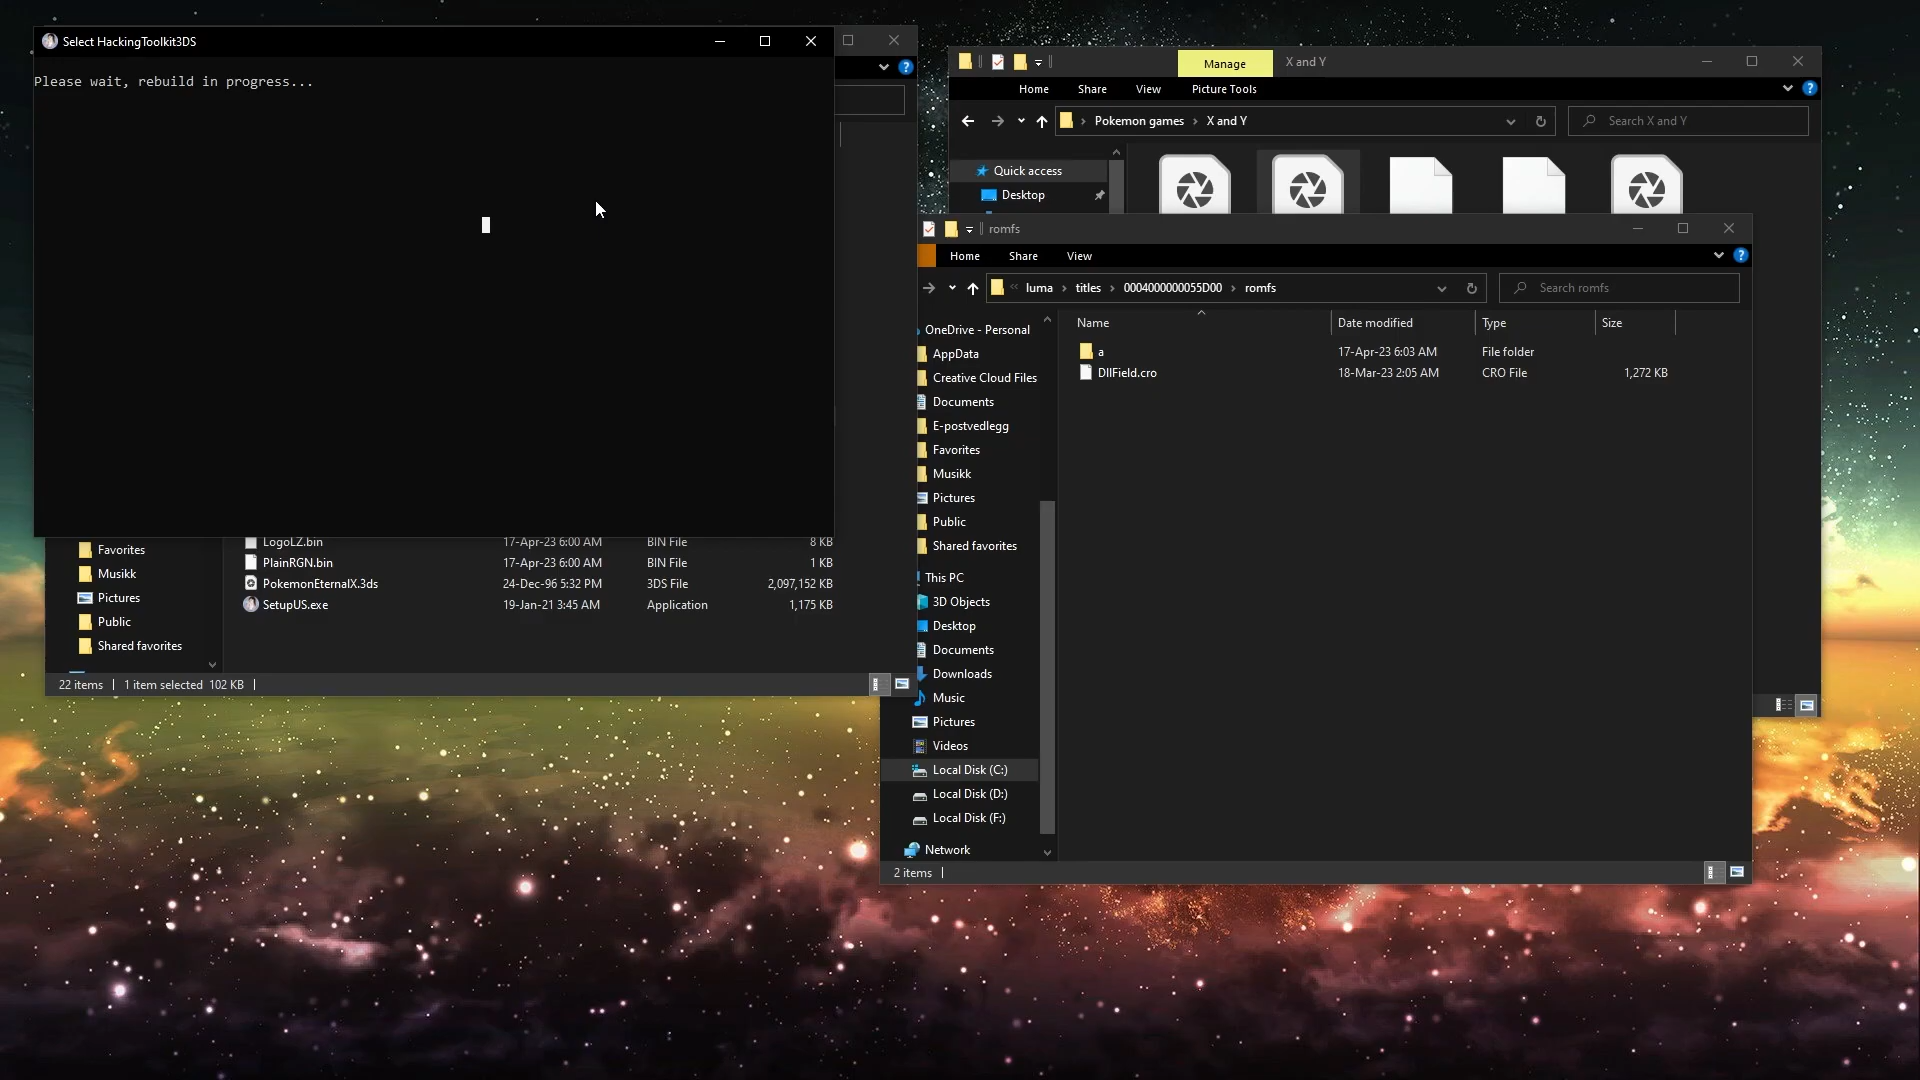 Select HackingToolkit3DS
Please wait, rebuild in progress...
Favorites
Musikk
Pictures
Public
Shared favorites
LogoLZ.bin 17-Apr-23 6:00 AM BIN File 8 KB
PlainRGN.bin 17-Apr-23 6:00 AM BIN File 1 KB
PokemonEternalX.3ds 24-Dec-96 5:32 PM 3DS File 2,097,152 KB
SetupUS.exe 19-Jan-21 3:45 AM Application 1,175 KB
22 items 1 item selected 102 KB
Manage X and Y
Home Share View Picture Tools
Pokemon games X and Y Search X and Y
Quick access
Desktop
romfs
Home Share View
luma titles 0004000000055D00 romfs Search romfs
Name Date modified Type Size
a 17-Apr-23 6:03 AM File folder
DllField.cro 18-Mar-23 2:05 AM CRO File 1,272 KB
OneDrive - Personal
AppData
Creative Cloud Files
Documents
E-postvedlegg
Favorites
Musikk
Pictures
Public
Shared favorites
This PC
3D Objects
Desktop
Documents
Downloads
Music
Pictures
Videos
Local Disk (C:)
Local Disk (D:)
Local Disk (F:)
Network
2 items